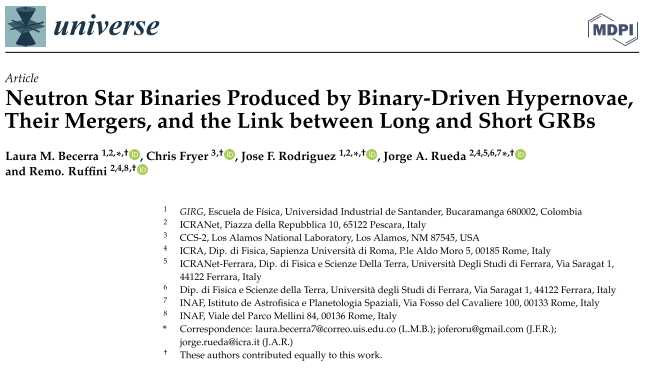 universe
MDPI
Article
Neutron Star Binaries Produced by Binary-Driven Hypernovae,
Their Mergers, and the Link between Long and Short GRBs
Laura M. Becerra 1,2,*,† iD, Chris Fryer 3,† iD, Jose F. Rodriguez 1,2,*,† iD, Jorge A. Rueda 2,4,5,6,7,*,† iD
and Remo. Ruffini 2,4,8,† iD
1 GIRG, Escuela de Física, Universidad Industrial de Santander, Bucaramanga 680002, Colombia
2 ICRANet, Piazza della Repubblica 10, 65122 Pescara, Italy
3 CCS-2, Los Alamos National Laboratory, Los Alamos, NM 87545, USA
4 ICRA, Dip. di Fisica, Sapienza Università di Roma, P.le Aldo Moro 5, 00185 Rome, Italy
5 ICRANet-Ferrara, Dip. di Fisica e Scienze Della Terra, Università Degli Studi di Ferrara, Via Saragat 1,
44122 Ferrara, Italy
6 Dip. di Fisica e Scienze della Terra, Università degli Studi di Ferrara, Via Saragat 1, 44122 Ferrara, Italy
7 INAF, Istituto de Astrofisica e Planetologia Spaziali, Via Fosso del Cavaliere 100, 00133 Rome, Italy
8 INAF, Viale del Parco Mellini 84, 00136 Rome, Italy
* Correspondence: laura.becerra7@correo.uis.edu.co (L.M.B.); joferoru@gmail.com (J.F.R.);
jorge.rueda@icra.it (J.A.R.)
† These authors contributed equally to this work.